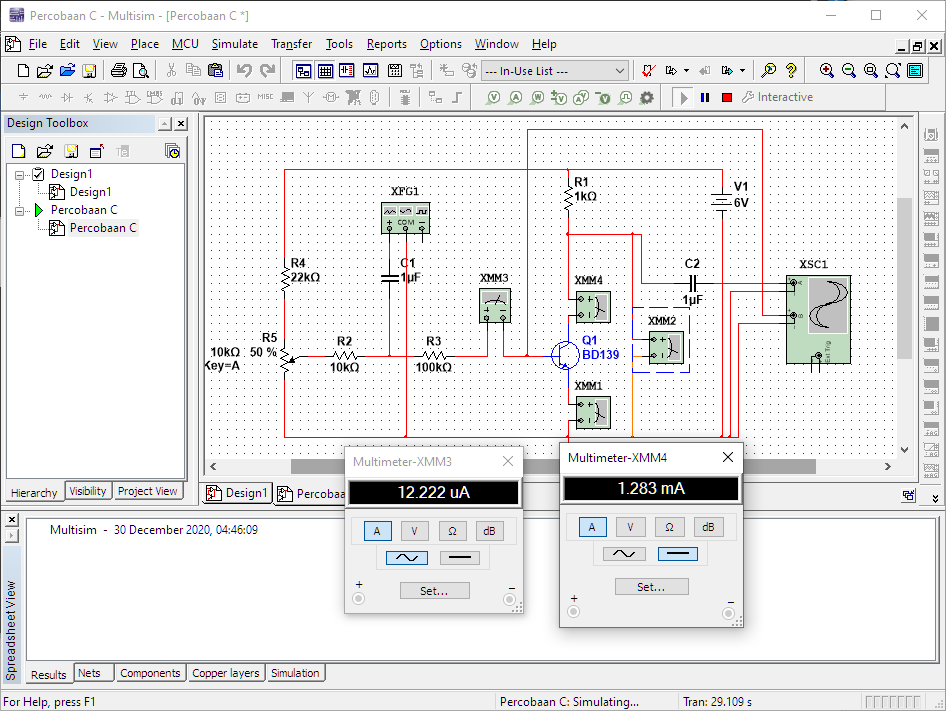 Percobaan C - Multisim - [Percobaan C *]
File Edit View Place MCU Simulate Transfer Tools Reports Options Window Help
--- In-Use List ---
MISC
Interactive
Design Toolbox
Design1
Design1
Percobaan C
Percobaan C
Hierarchy Visibility Project View
XFG1
COM
R4
22kΩ
C1
1µF
R5
10kΩ 50 %
Key=A
R2
10kΩ
R3
100kΩ
XMM3
R1
1kΩ
XMM4
Q1
BD139
XMM1
XMM2
C2
1µF
V1
6V
XSC1
A
B
Ext Trig
Design1 Percobaa
Multimeter-XMM3
12.222 uA
A V Ω dB
Set...
+ –
Multimeter-XMM4
1.283 mA
A V Ω dB
Set...
+ –
Spreadsheet View
Multisim - 30 December 2020, 04:46:09
Results Nets Components Copper layers Simulation
For Help, press F1
Percobaan C: Simulating...
Tran: 29.109 s